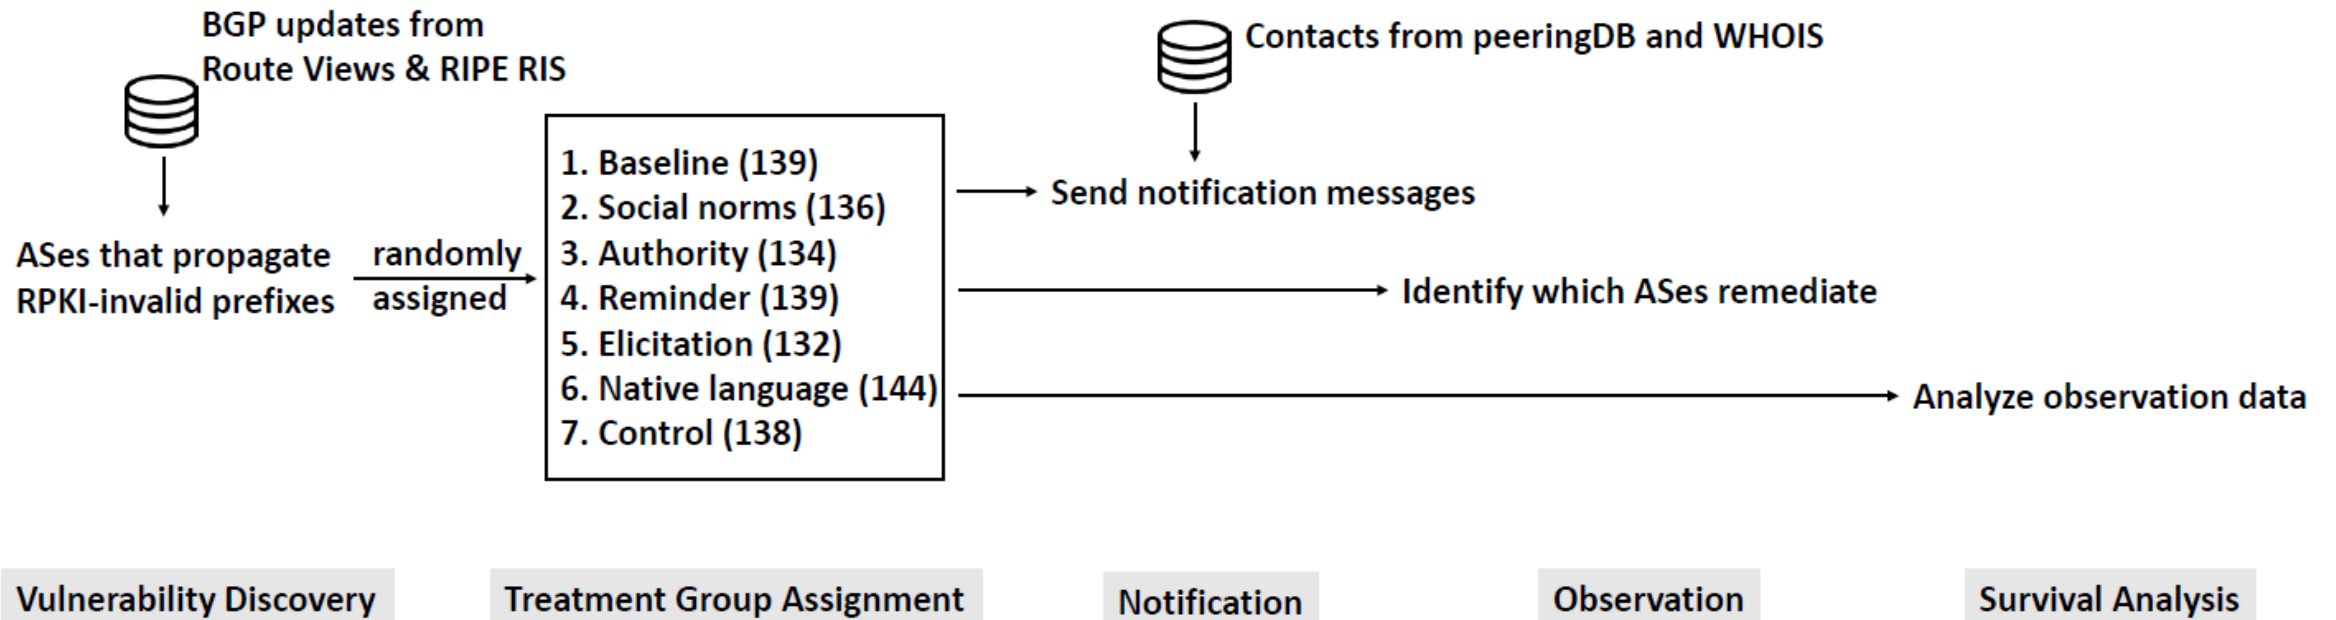 BGP updates from
Route Views & RIPE RIS
Contacts from peeringDB and WHOIS
ASes that propagate
RPKI-invalid prefixes
randomly
assigned
1. Baseline (139)
2. Social norms (136)
3. Authority (134)
4. Reminder (139)
5. Elicitation (132)
6. Native language (144)
7. Control (138)
Send notification messages
Identify which ASes remediate
Analyze observation data
Vulnerability Discovery
Treatment Group Assignment
Notification
Observation
Survival Analysis